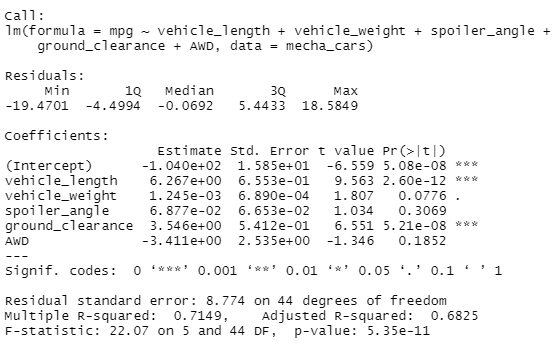 Call:
lm(formula = mpg ~ vehicle_length + vehicle_weight + spoiler_angle +
    ground_clearance + AWD, data = mecha_cars)

Residuals:
     Min       1Q   Median       3Q      Max
-19.4701  -4.4994  -0.0692   5.4433  18.5849

Coefficients:
                   Estimate Std. Error t value Pr(>|t|)
(Intercept)      -1.040e+02  1.585e+01  -6.559 5.08e-08 ***
vehicle_length    6.267e+00  6.553e-01   9.563 2.60e-12 ***
vehicle_weight    1.245e-03  6.890e-04   1.807   0.0776 .
spoiler_angle     6.877e-02  6.653e-02   1.034   0.3069
ground_clearance  3.546e+00  5.412e-01   6.551 5.21e-08 ***
AWD              -3.411e+00  2.535e+00  -1.346   0.1852
---
Signif. codes:  0 ‘***’ 0.001 ‘**’ 0.01 ‘*’ 0.05 ‘.’ 0.1 ‘ ’ 1

Residual standard error: 8.774 on 44 degrees of freedom
Multiple R-squared:  0.7149,	Adjusted R-squared:  0.6825
F-statistic: 22.07 on 5 and 44 DF,  p-value: 5.35e-11